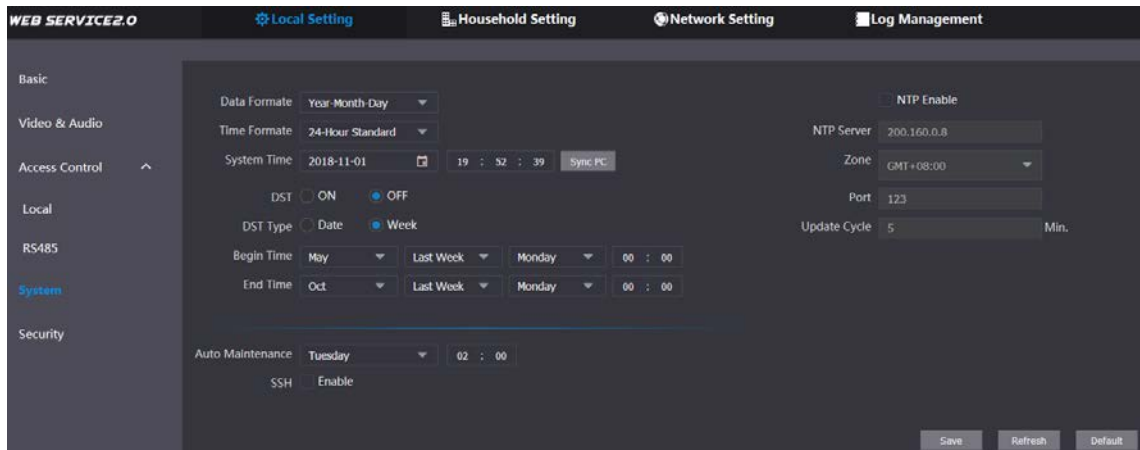 WEB SERVICE2.0 Local Setting Household Setting Network Setting Log Management
Basic
Video & Audio
Access Control
Local
RS485
System
Security
Data Formate Year-Month-Day
Time Formate 24-Hour Standard
System Time 2018-11-01 19 : 52 : 39 Sync PC
DST ON OFF
DST Type Date Week
Begin Time May Last Week Monday 00 : 00
End Time Oct Last Week Monday 00 : 00
Auto Maintenance Tuesday 02 : 00
SSH Enable
NTP Enable
NTP Server 200.160.0.8
Zone GMT+08:00
Port 123
Update Cycle 5 Min.
Save Refresh Default